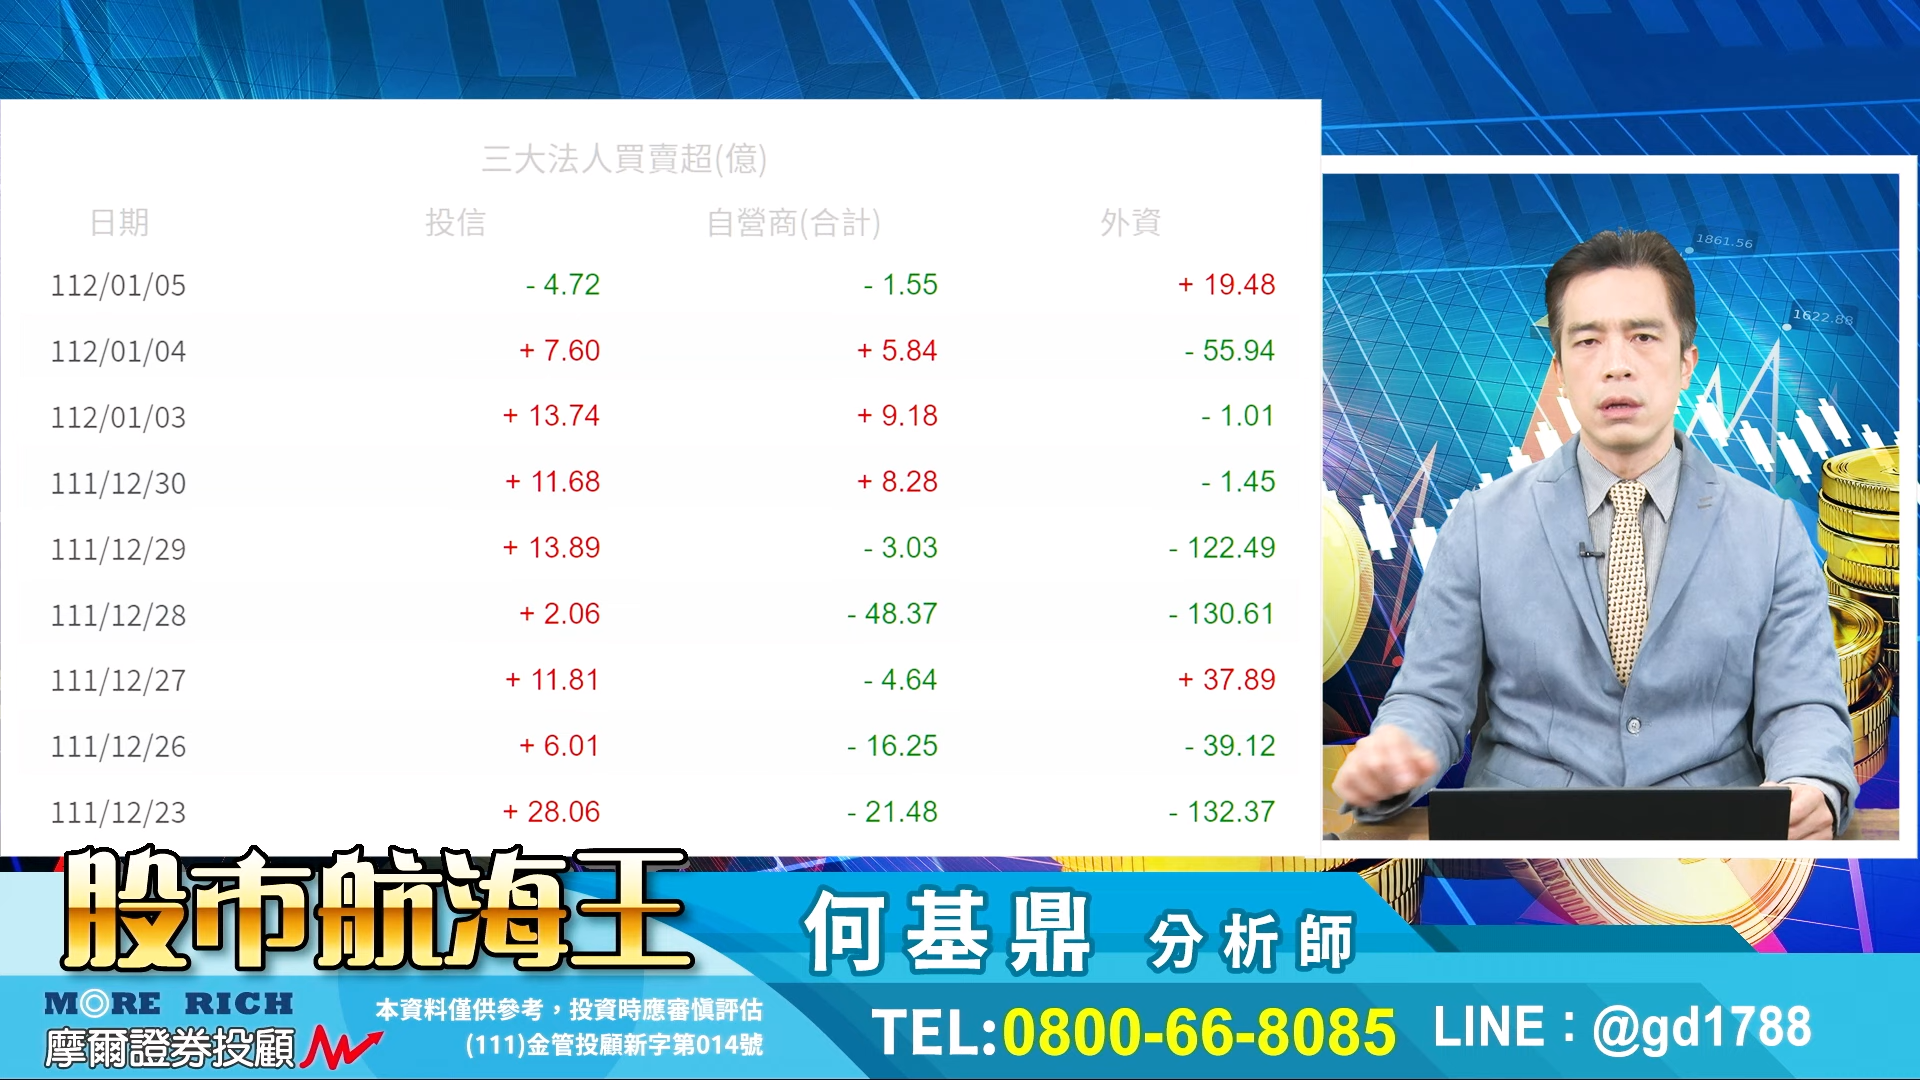 三大法人買賣超(億)
日期 投信 自營商(合計) 外資
112/01/05 - 4.72 - 1.55 + 19.48
112/01/04 + 7.60 + 5.84 - 55.94
112/01/03 + 13.74 + 9.18 - 1.01
111/12/30 + 11.68 + 8.28 - 1.45
111/12/29 + 13.89 - 3.03 - 122.49
111/12/28 + 2.06 - 48.37 - 130.61
111/12/27 + 11.81 - 4.64 + 37.89
111/12/26 + 6.01 - 16.25 - 39.12
111/12/23 + 28.06 - 21.48 - 132.37
1861.56
1622.88
股市航海王
何基鼎 分析師
MORE RICH
摩爾證券投顧
本資料僅供參考，投資時應審慎評估
(111)金管投顧新字第014號
TEL:0800-66-8085
LINE：@gd1788